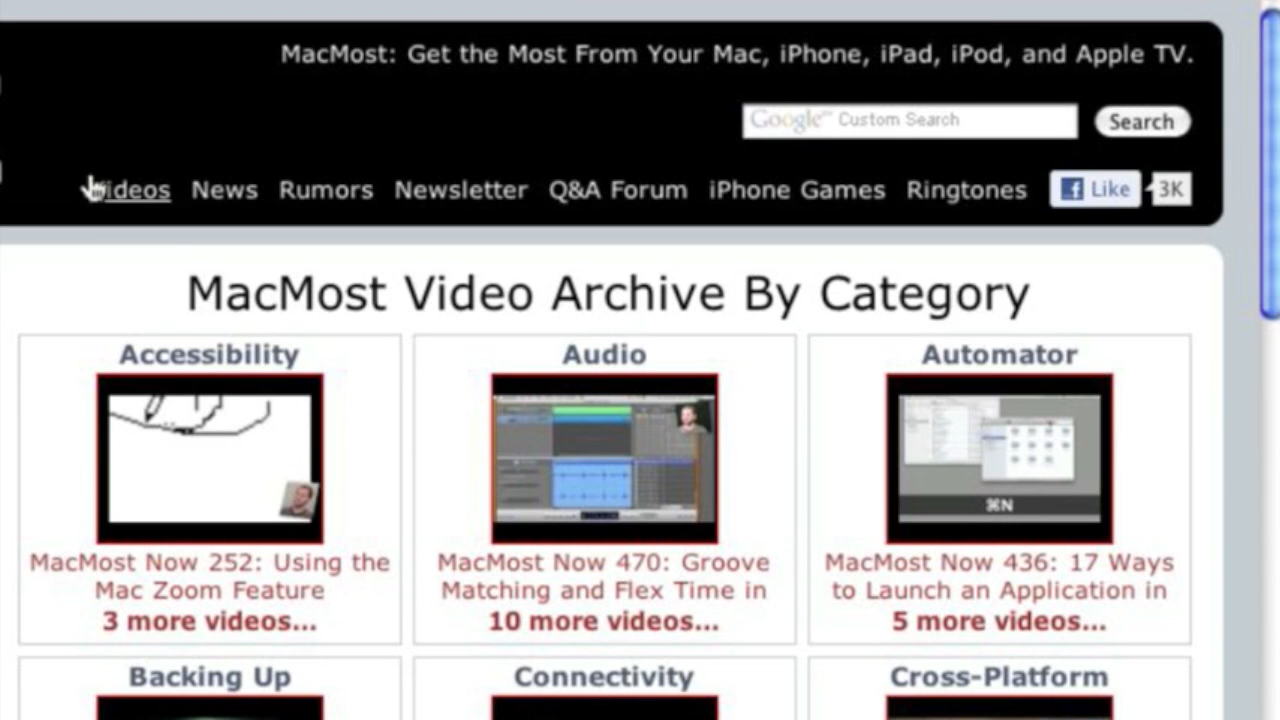 MacMost: Get the Most From Your Mac, iPhone, iPad, iPod, and Apple TV.
Google™ Custom Search
Search
Videos News Rumors Newsletter Q&A Forum iPhone Games Ringtones Like 3K
MacMost Video Archive By Category
Accessibility Audio Automator
⌘N
MacMost Now 252: Using the MacMost Now 470: Groove MacMost Now 436: 17 Ways
Mac Zoom Feature Matching and Flex Time in to Launch an Application in
3 more videos... 10 more videos... 5 more videos...
Backing Up Connectivity Cross-Platform